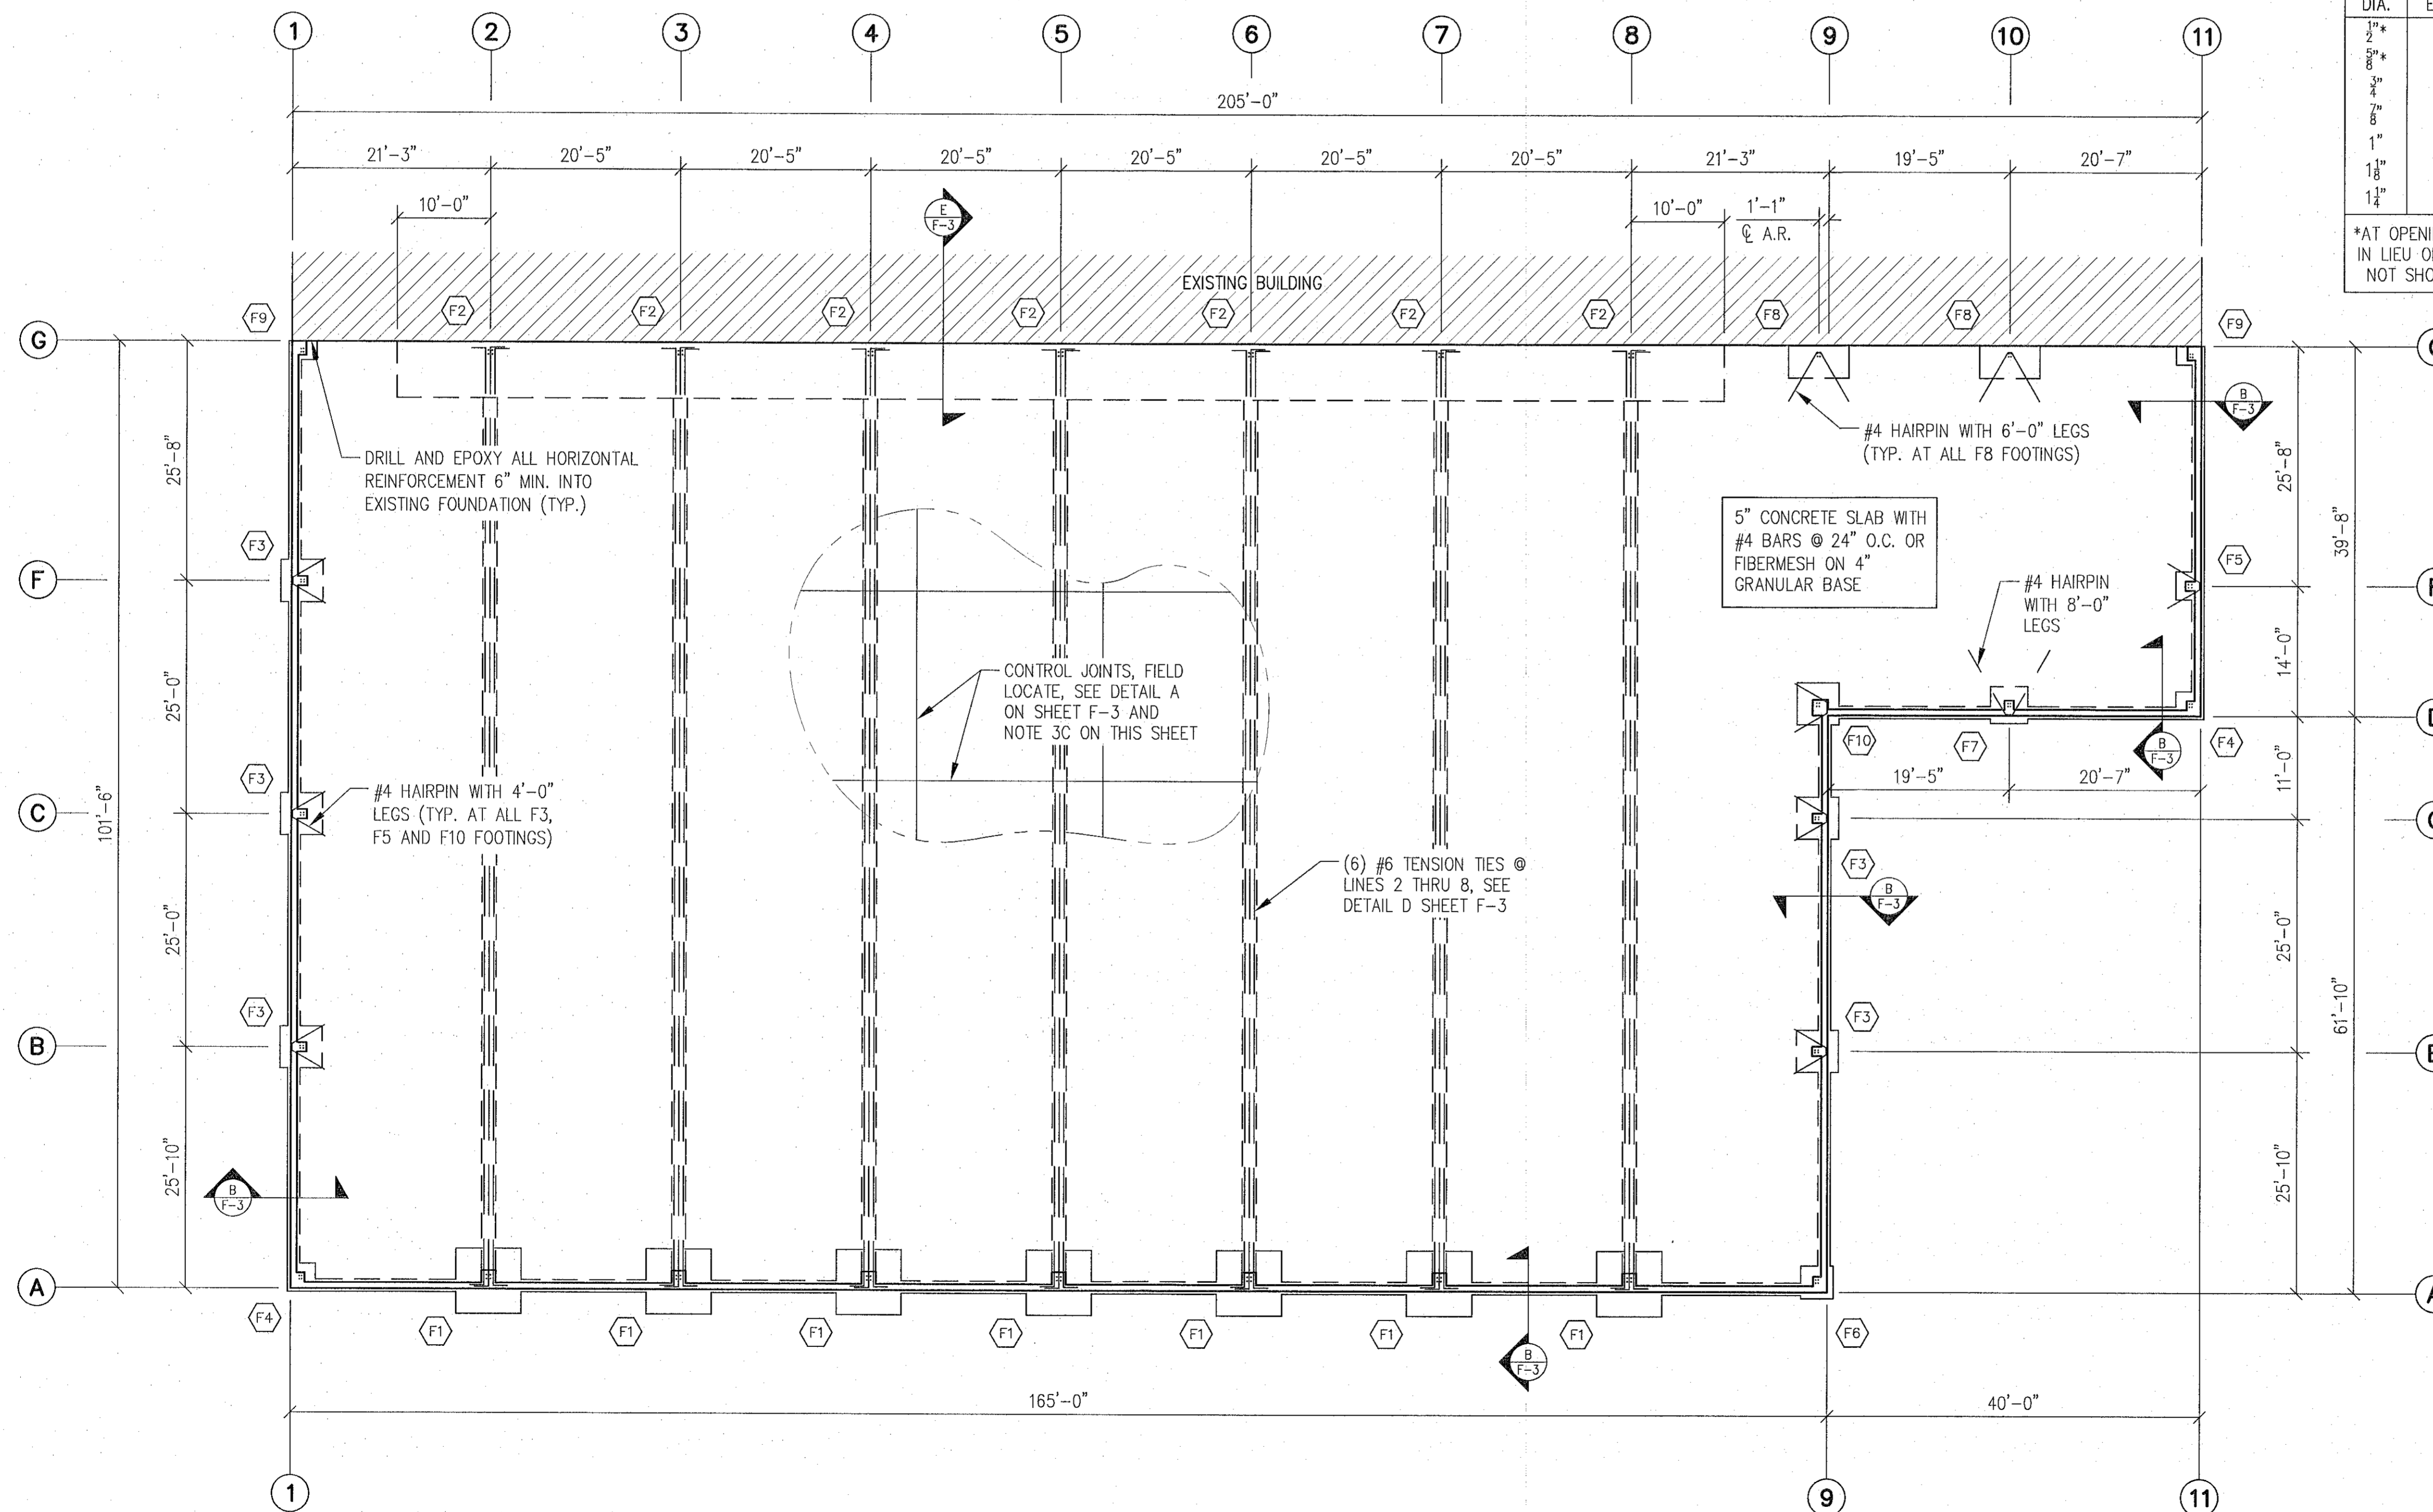 1 2 3 4 5 6 7 8 9 10 11
205'-0"
21'-3" 20'-5" 20'-5" 20'-5" 20'-5" 20'-5" 20'-5" 21'-3" 19'-5" 20'-7"
10'-0" 10'-0" 1'-1"
℄ A.R.
E
F-3
EXISTING BUILDING
F9 F2 F2 F2 F2 F2 F2 F2 F8 F8 F9
DIA.
1/2"*
5/8"*
3/4"
7/8"
1"
1 1/8"
1 1/4"
*AT OPENI
IN LIEU O
NOT SHO
G
B
F-3
#4 HAIRPIN WITH 6'-0" LEGS
(TYP. AT ALL F8 FOOTINGS)
DRILL AND EPOXY ALL HORIZONTAL
REINFORCEMENT 6" MIN. INTO
EXISTING FOUNDATION (TYP.)
25'-8"
25'-8"
39'-8"
5" CONCRETE SLAB WITH
#4 BARS @ 24" O.C. OR
FIBERMESH ON 4"
GRANULAR BASE
F3
F5
F
#4 HAIRPIN
WITH 8'-0"
LEGS
14'-0"
25'-0"
CONTROL JOINTS, FIELD
LOCATE, SEE DETAIL A
ON SHEET F-3 AND
NOTE 3C ON THIS SHEET
F10 F7
B
F-3
F4
19'-5" 20'-7"
11'-0"
F3
#4 HAIRPIN WITH 4'-0"
LEGS (TYP. AT ALL F3,
F5 AND F10 FOOTINGS)
C
101'-6"
(6) #6 TENSION TIES @
LINES 2 THRU 8, SEE
DETAIL D SHEET F-3
F3
B
F-3
25'-0"
25'-0"
61'-10"
F3
F3
B
25'-10"
25'-10"
B
F-3
A
F4 F1 F1 F1 F1 F1 F1 F1 F6
B
F-3
165'-0" 40'-0"
1 9 11